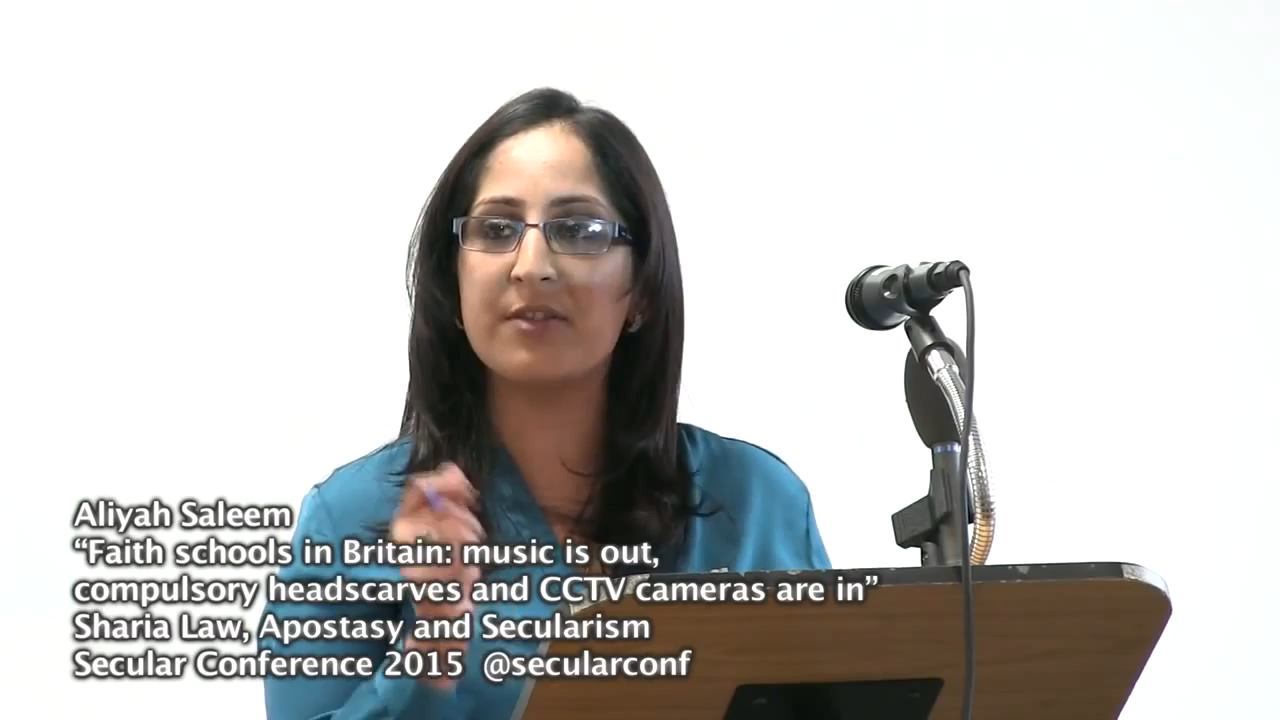 Aliyah Saleem
“Faith schools in Britain: music is out,
compulsory headscarves and CCTV cameras are in”
Sharia Law, Apostasy and Secularism
Secular Conference 2015 @secularconf